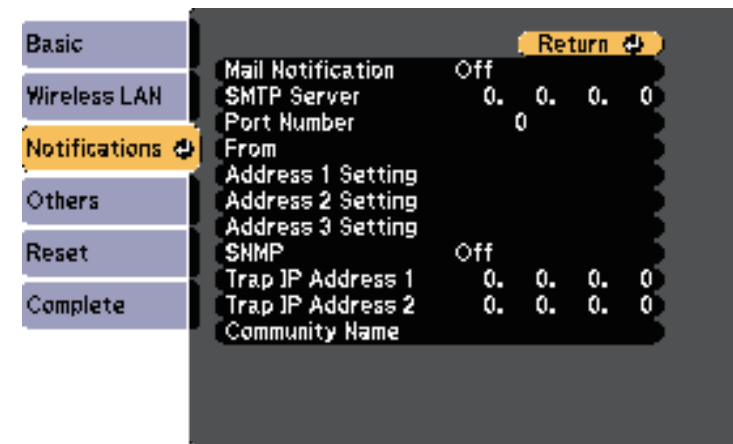 Basic
Wireless LAN
Notifications
Others
Reset
Complete
Return
Mail Notification Off
SMTP Server 0. 0. 0. 0
Port Number 0
From
Address 1 Setting
Address 2 Setting
Address 3 Setting
SNMP Off
Trap IP Address 1 0. 0. 0. 0
Trap IP Address 2 0. 0. 0. 0
Community Name